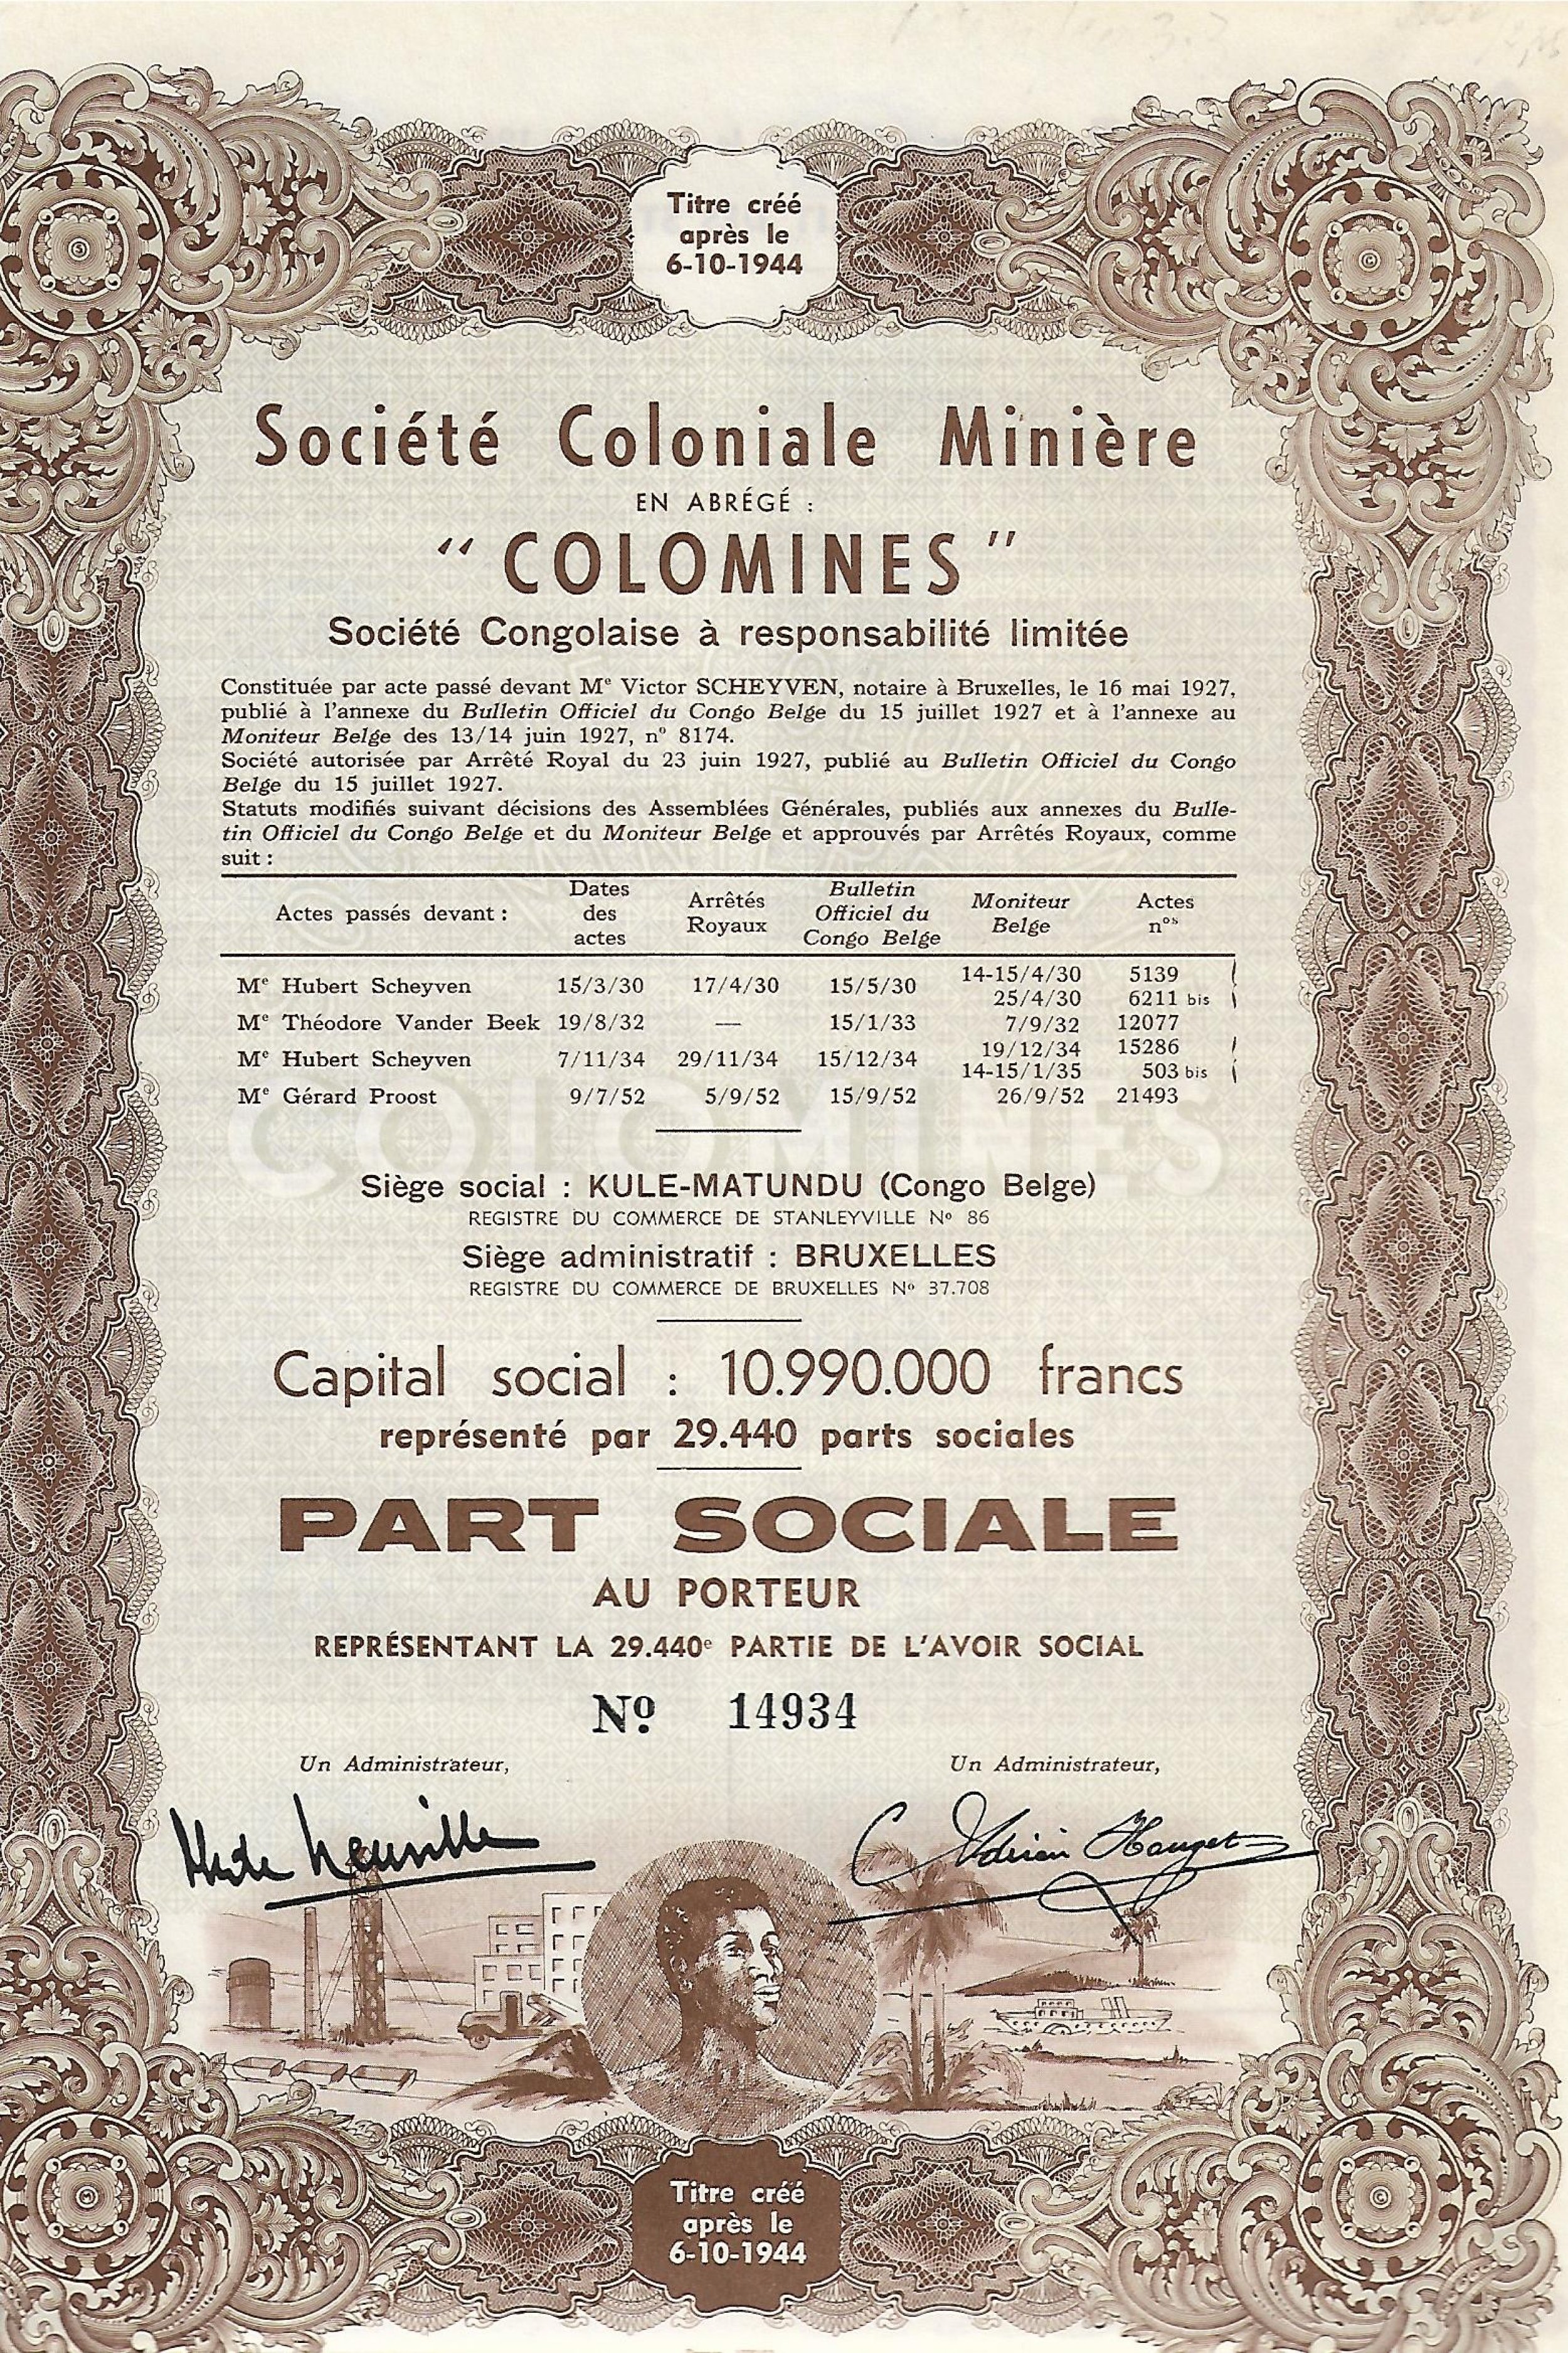 Titre créé
après le
6-10-1944
Société Coloniale Minière
EN ABRÉGÉ :
“ COLOMINES ”
Société Congolaise à responsabilité limitée
Constituée par acte passé devant Mᵉ Victor SCHEYVEN, notaire à Bruxelles, le 16 mai 1927,
publié à l'annexe du Bulletin Officiel du Congo Belge du 15 juillet 1927 et à l'annexe au
Moniteur Belge des 13/14 juin 1927, nº 8174.
Société autorisée par Arrêté Royal du 23 juin 1927, publié au Bulletin Officiel du Congo
Belge du 15 juillet 1927.
Statuts modifiés suivant décisions des Assemblées Générales, publiés aux annexes du Bulle-
tin Officiel du Congo Belge et du Moniteur Belge et approuvés par Arrêtés Royaux, comme
suit :
Actes passés devant : Dates des actes Arrêtés Royaux Bulletin Officiel du Congo Belge Moniteur Belge Actes nᵒˢ
Mᵉ Hubert Scheyven 15/3/30 17/4/30 15/5/30 14-15/4/30 5139
25/4/30 6211 bis
Mᵉ Théodore Vander Beek 19/8/32 — 15/1/33 7/9/32 12077
Mᵉ Hubert Scheyven 7/11/34 29/11/34 15/12/34 19/12/34 15286
14-15/1/35 503 bis
Mᵉ Gérard Proost 9/7/52 5/9/52 15/9/52 26/9/52 21493
COLOMINES
Siège social : KULE-MATUNDU (Congo Belge)
REGISTRE DU COMMERCE DE STANLEYVILLE Nº 86
Siège administratif : BRUXELLES
REGISTRE DU COMMERCE DE BRUXELLES Nº 37.708
Capital social : 10.990.000 francs
représenté par 29.440 parts sociales
PART SOCIALE
AU PORTEUR
REPRÉSENTANT LA 29.440ᵉ PARTIE DE L'AVOIR SOCIAL
Nº 14934
Un Administrateur, Un Administrateur,
Titre créé
après le
6-10-1944